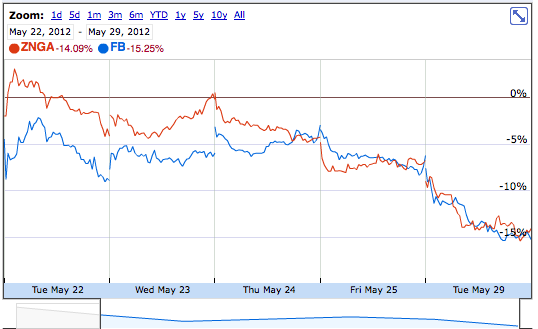 Zoom: 1d 5d 1m 3m 6m YTD 1y 5y 10y All
May 22, 2012 - May 29, 2012
ZNGA -14.09% FB -15.25%
0%
-5%
-10%
-15%
Tue May 22 Wed May 23 Thu May 24 Fri May 25 Tue May 29